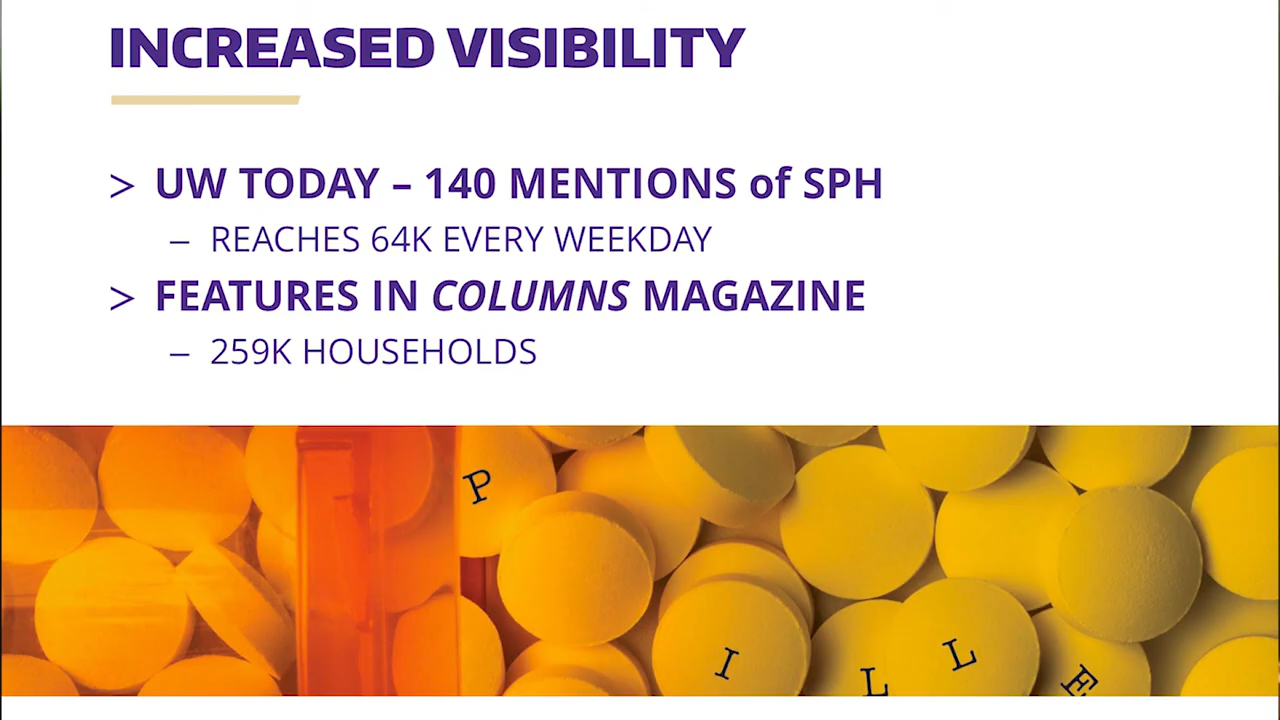 INCREASED VISIBILITY
> UW TODAY – 140 MENTIONS of SPH
– REACHES 64K EVERY WEEKDAY
> FEATURES IN COLUMNS MAGAZINE
– 259K HOUSEHOLDS
P
I
L
L
E